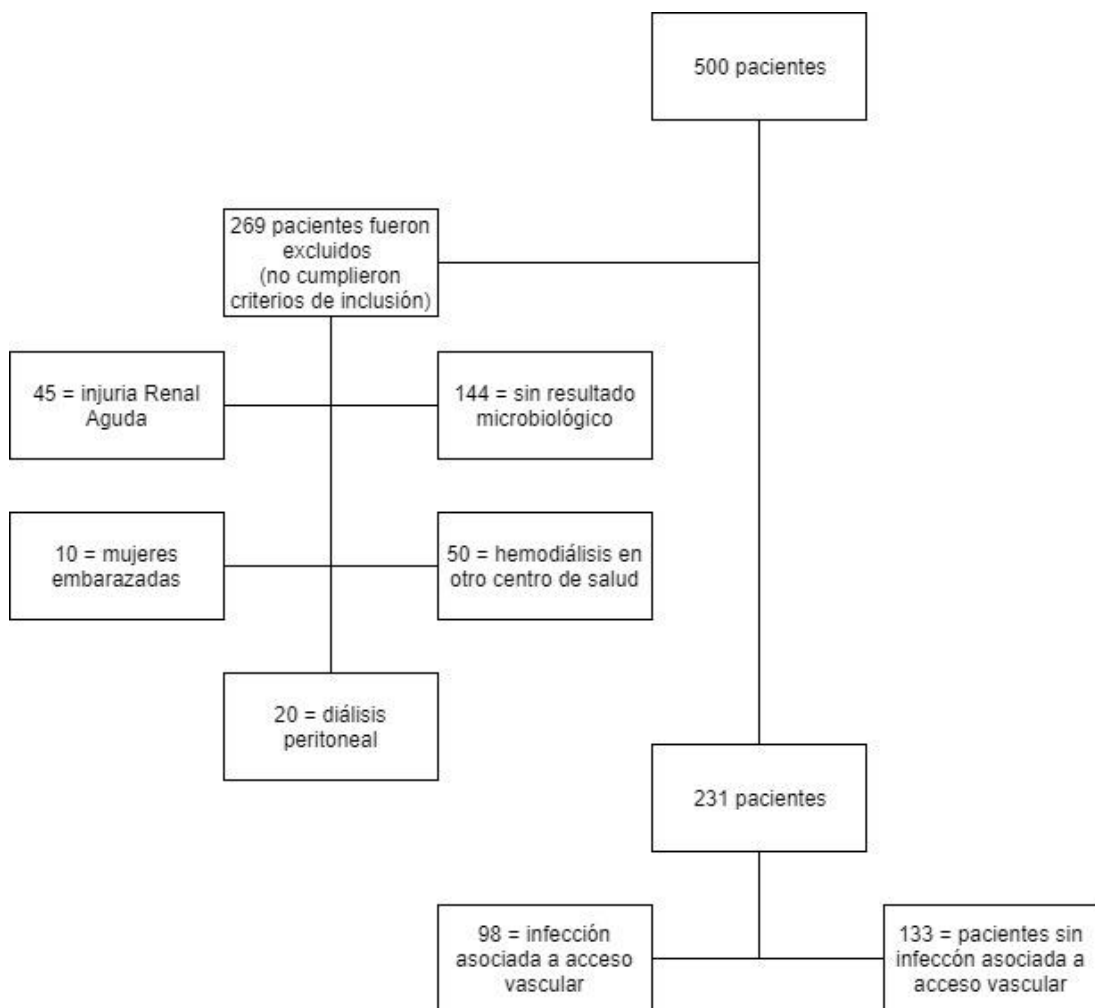 500 pacientes
269 pacientes fueron
excluidos
(no cumplieron
criterios de inclusión)
45 = injuria Renal
Aguda
144 = sin resultado
microbiológico
10 = mujeres
embarazadas
50 = hemodiálisis en
otro centro de salud
20 = diálisis
peritoneal
231 pacientes
98 = infección
asociada a acceso
vascular
133 = pacientes sin
infeccón asociada a
acceso vascular